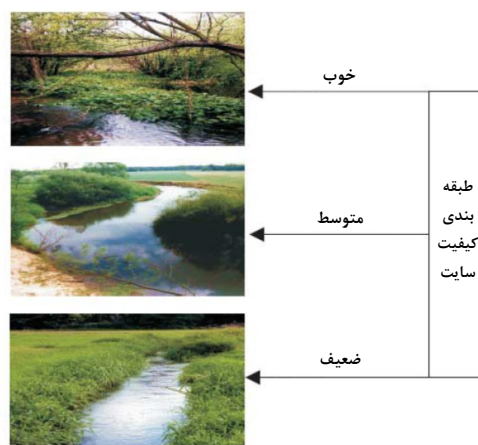 خوب
طبقه
بندی
کیفیت
سایت
متوسط
ضعیف